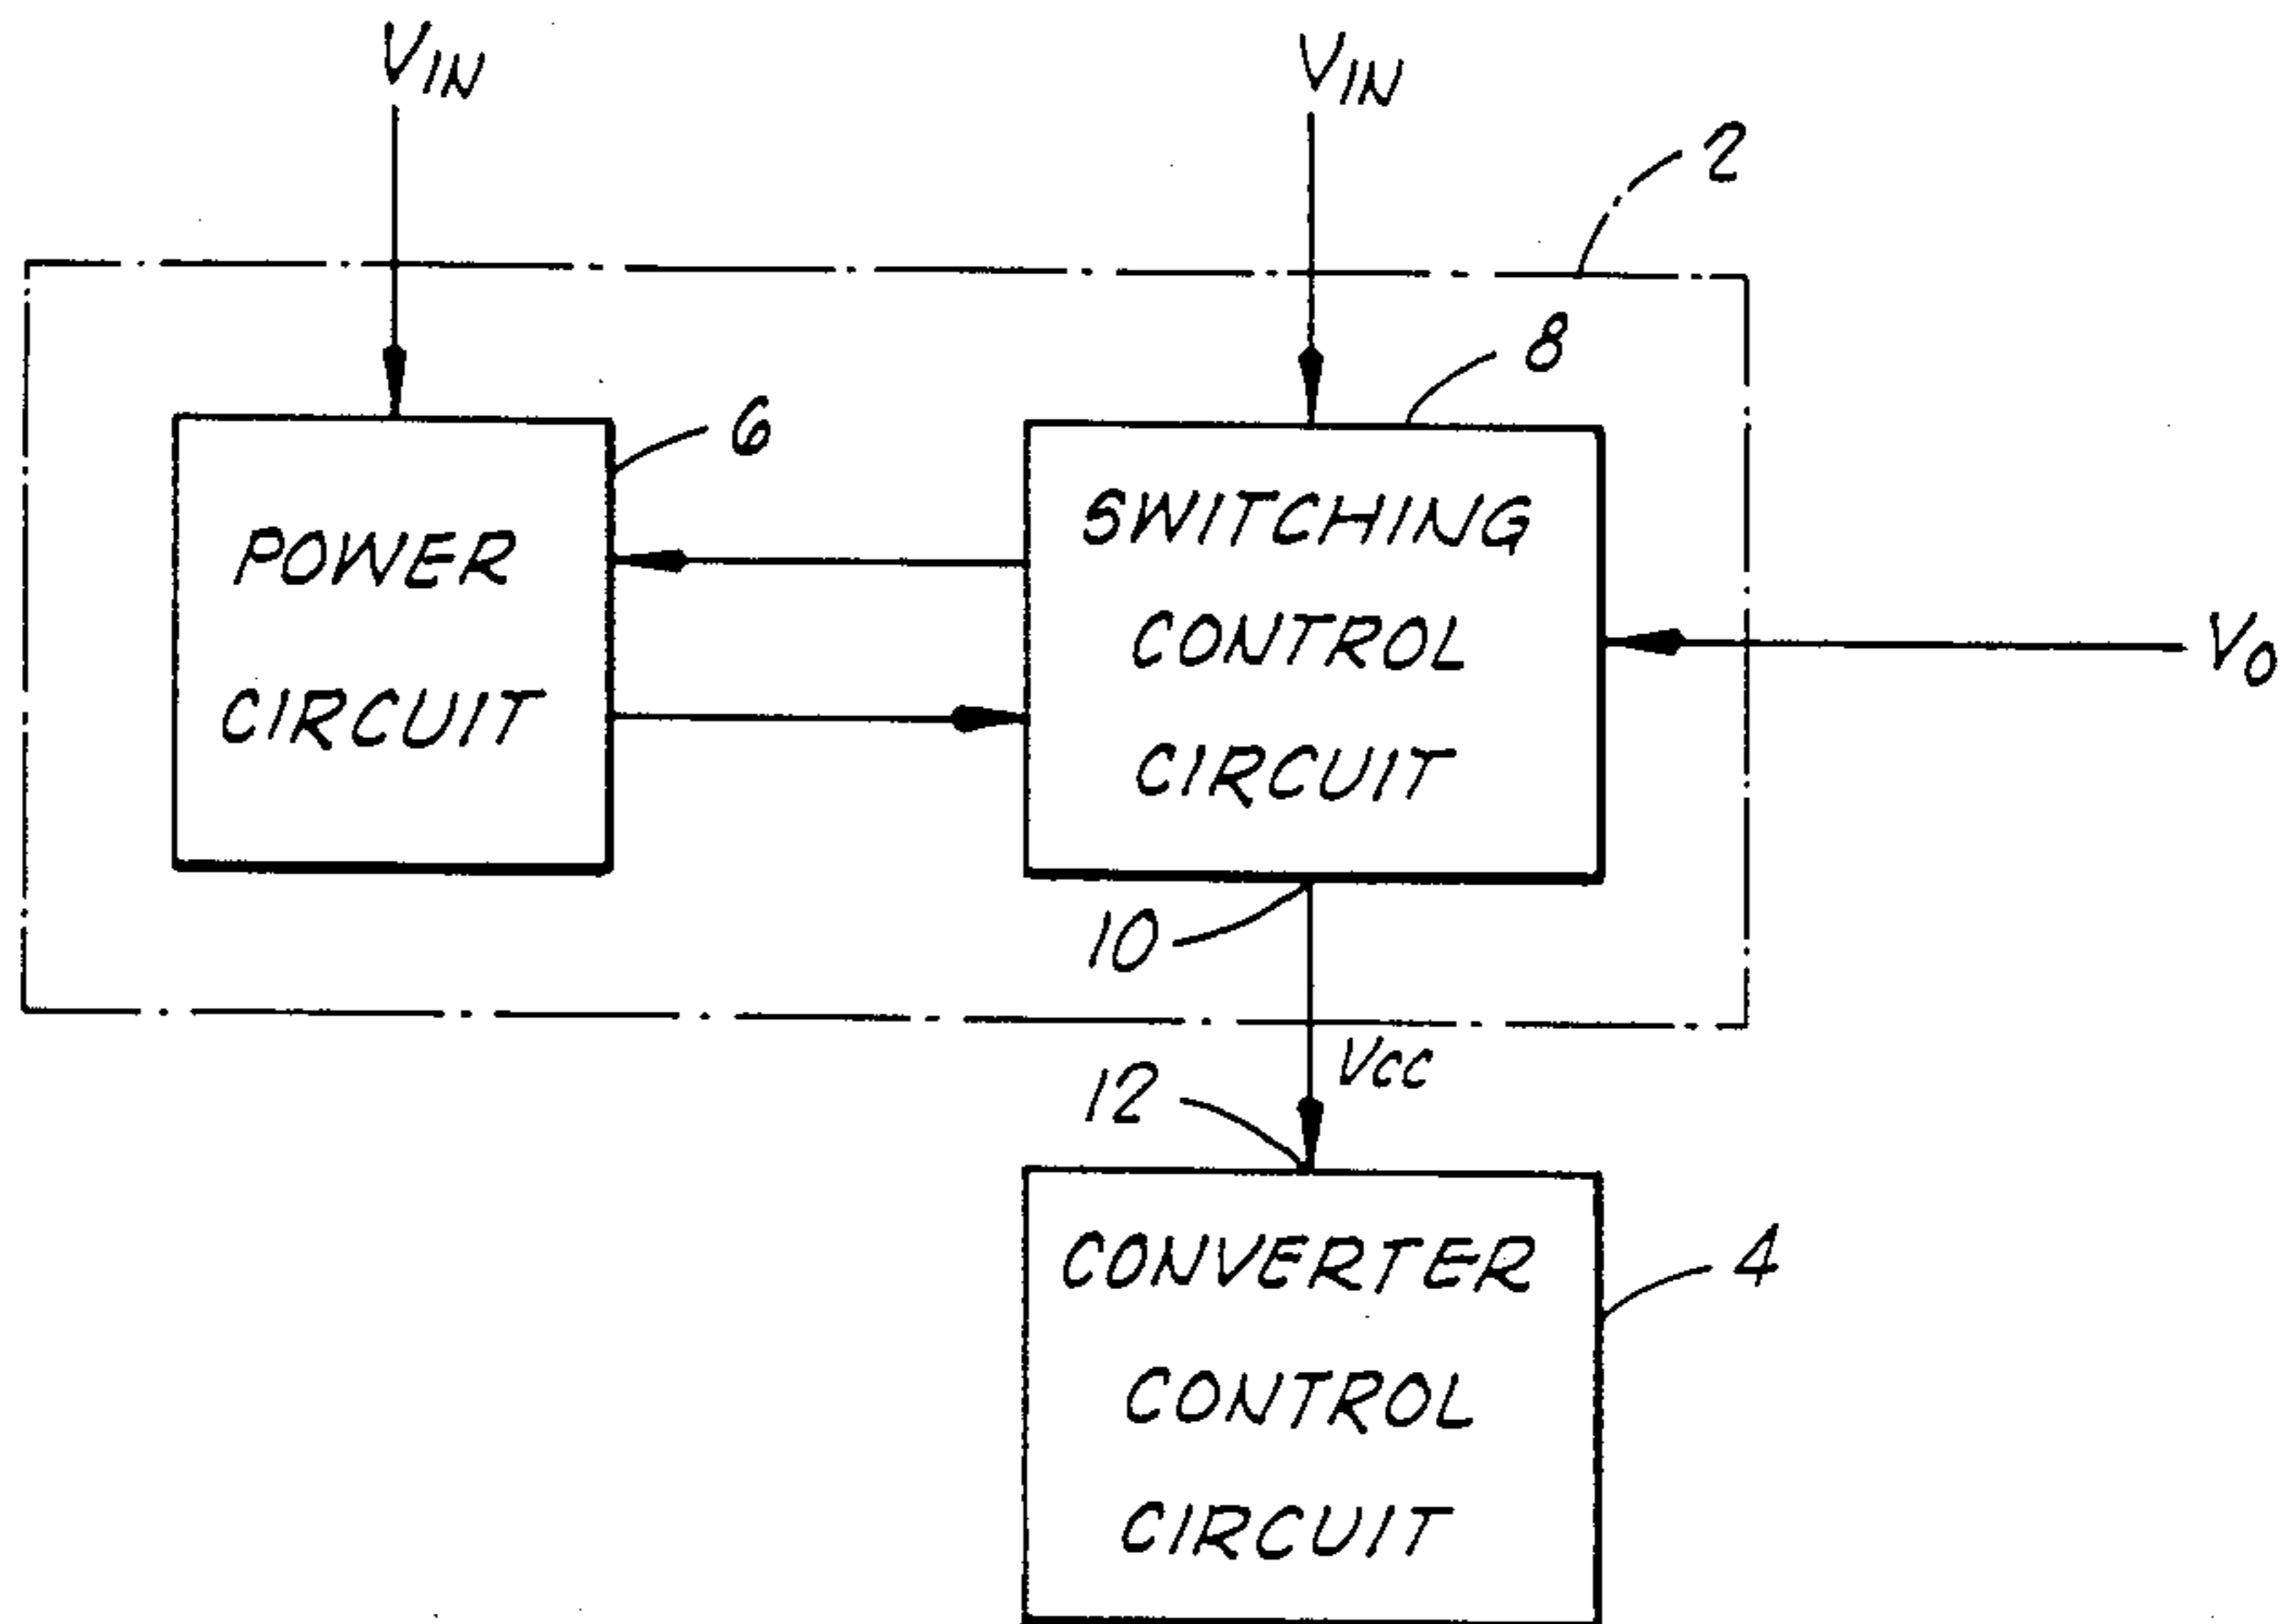 VIN
VIN
2
8
6
POWER
CIRCUIT
SWITCHING
CONTROL
CIRCUIT
VO
10
VCC
12
CONVERTER
CONTROL
CIRCUIT
4